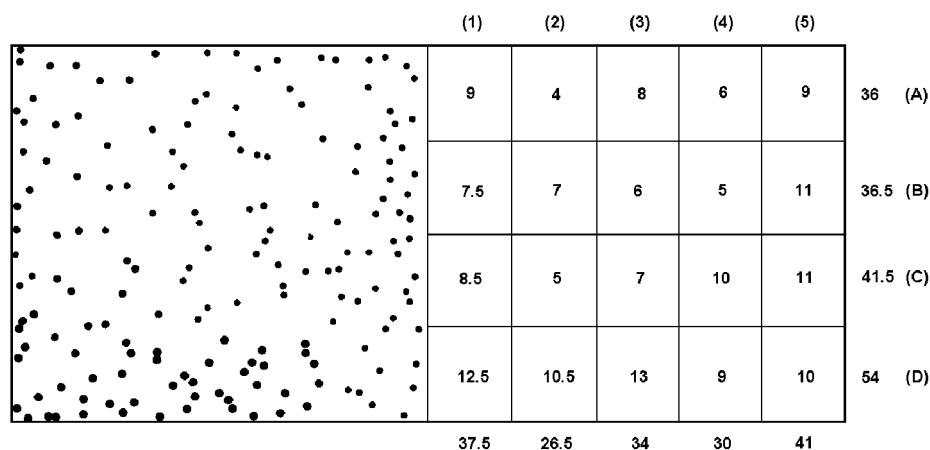 (1) (2) (3) (4) (5)
9 4 8 6 9 36 (A)
7.5 7 6 5 11 36.5 (B)
8.5 5 7 10 11 41.5 (C)
12.5 10.5 13 9 10 54 (D)
37.5 26.5 34 30 41